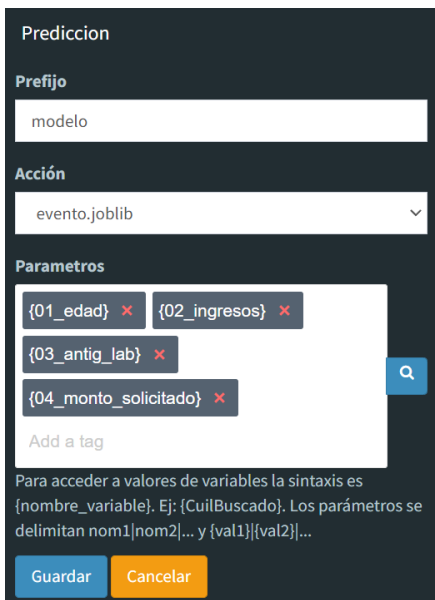 Prediccion
Prefijo
modelo
Acción
evento.joblib
Parametros
{01_edad} × {02_ingresos} ×
{03_antig_lab} ×
{04_monto_solicitado} ×
Add a tag
Para acceder a valores de variables la sintaxis es
{nombre_variable}. Ej: {CuilBuscado}. Los parámetros se
delimitan nom1|nom2|... y {val1}|{val2}|...
Guardar Cancelar